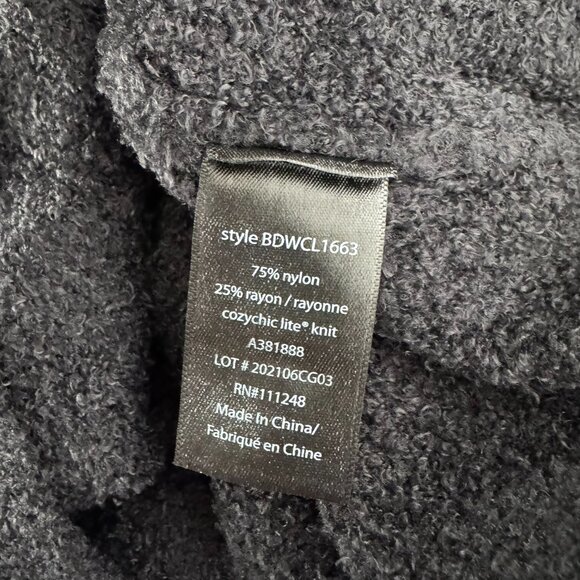 style BDWCL1663
75% nylon
25% rayon / rayonne
cozychic lite® knit
A381888
LOT # 202106CG03
RN#111248
Made In China/
Fabriqué en Chine